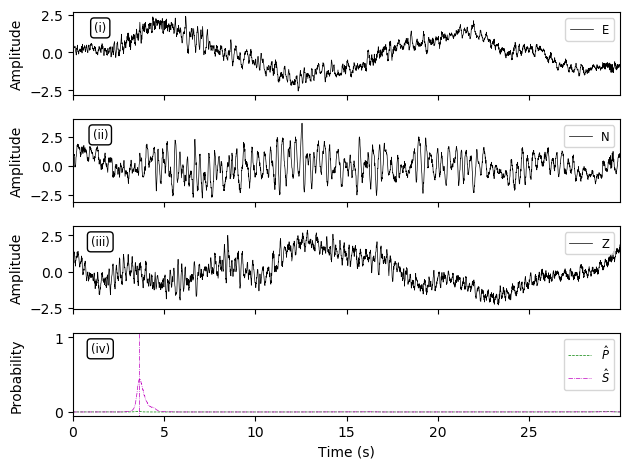 2.5
0.0
−2.5
Amplitude
(i)
E
2.5
0.0
−2.5
Amplitude
(ii)
N
2.5
0.0
−2.5
Amplitude
(iii)
Z
1
0
Probability
(iv)
P̂
Ŝ
0 5 10 15 20 25
Time (s)